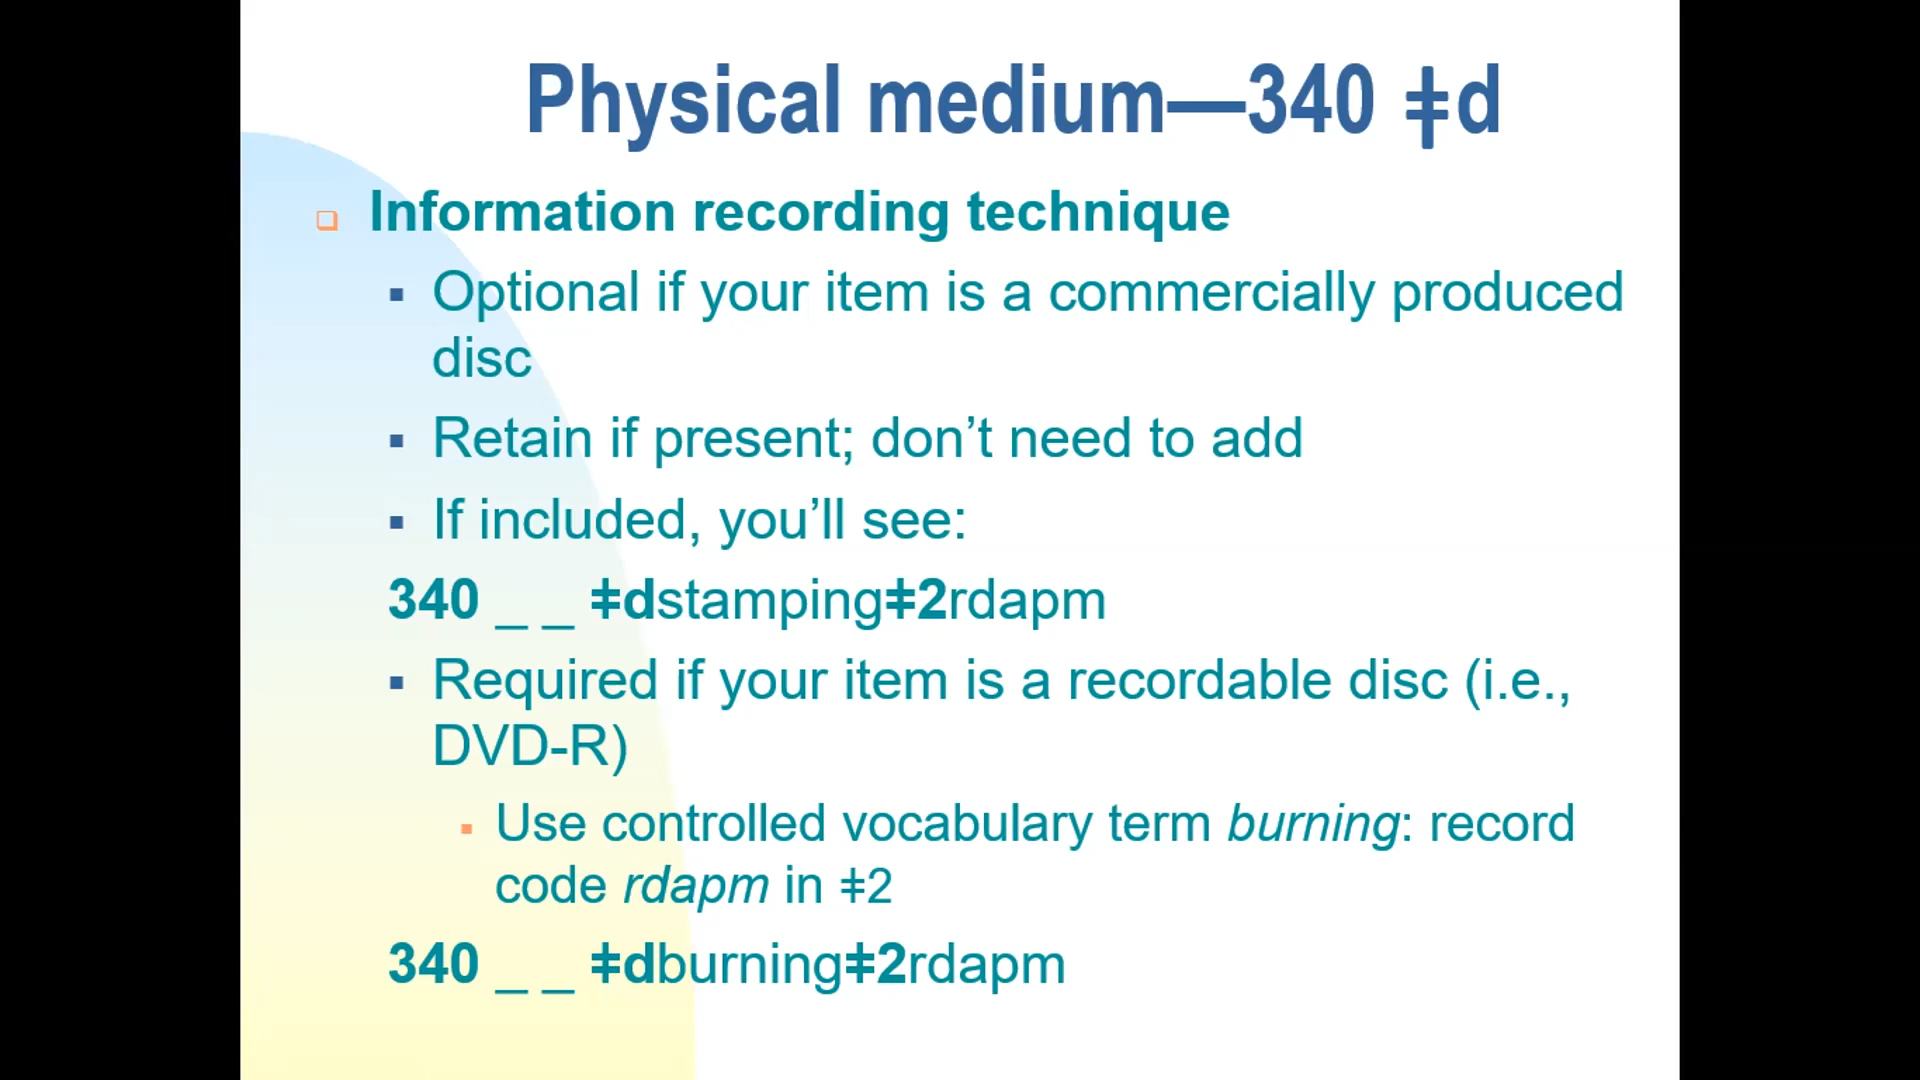 Physical medium—340 ǂd
Information recording technique
Optional if your item is a commercially produced
disc
Retain if present; don’t need to add
If included, you’ll see:
340 _ _ ǂdstampingǂ2rdapm
Required if your item is a recordable disc (i.e.,
DVD-R)
Use controlled vocabulary term burning: record
code rdapm in ǂ2
340 _ _ ǂdburningǂ2rdapm